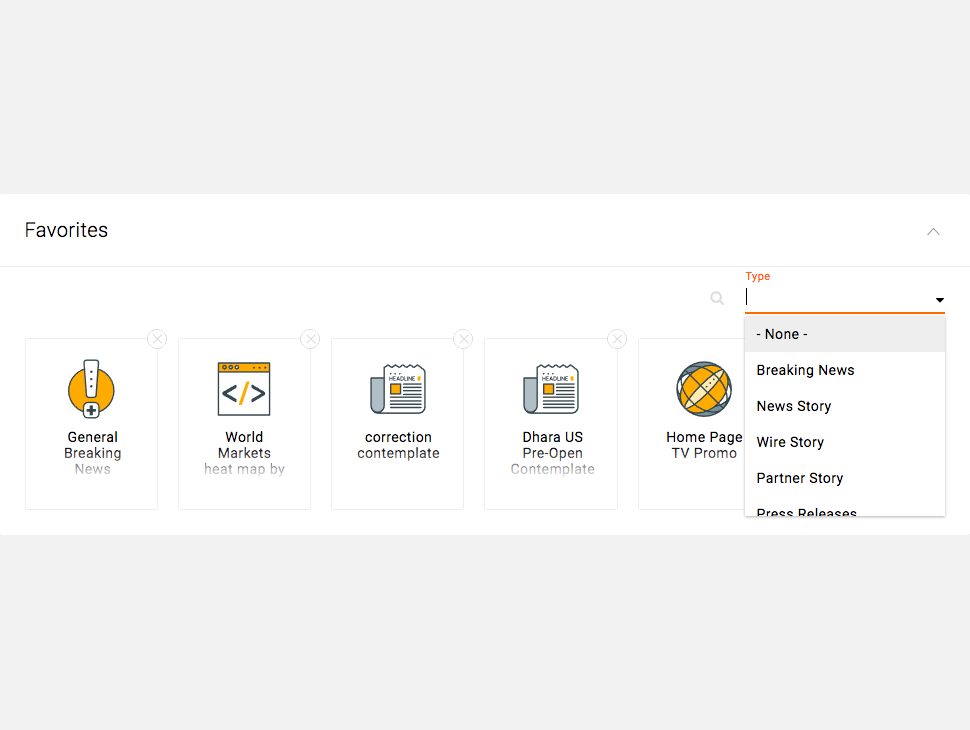 Favorites
Type
- None -
Breaking News
News Story
Wire Story
Partner Story
Press Releases
General
Breaking
News
</>
World
Markets
heat map by
HEADLINE
correction
contemplate
HEADLINE
Dhara US
Pre-Open
Contemplate
Home Page
TV Promo